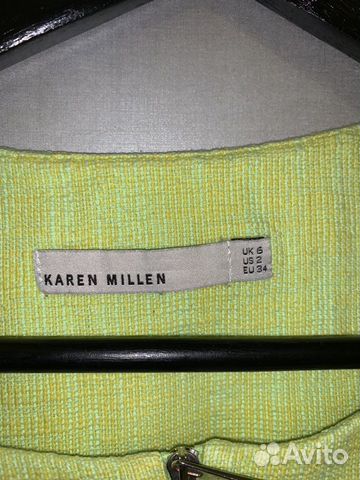 KAREN MILLEN
UK 6
US 2
EU 34
Avito